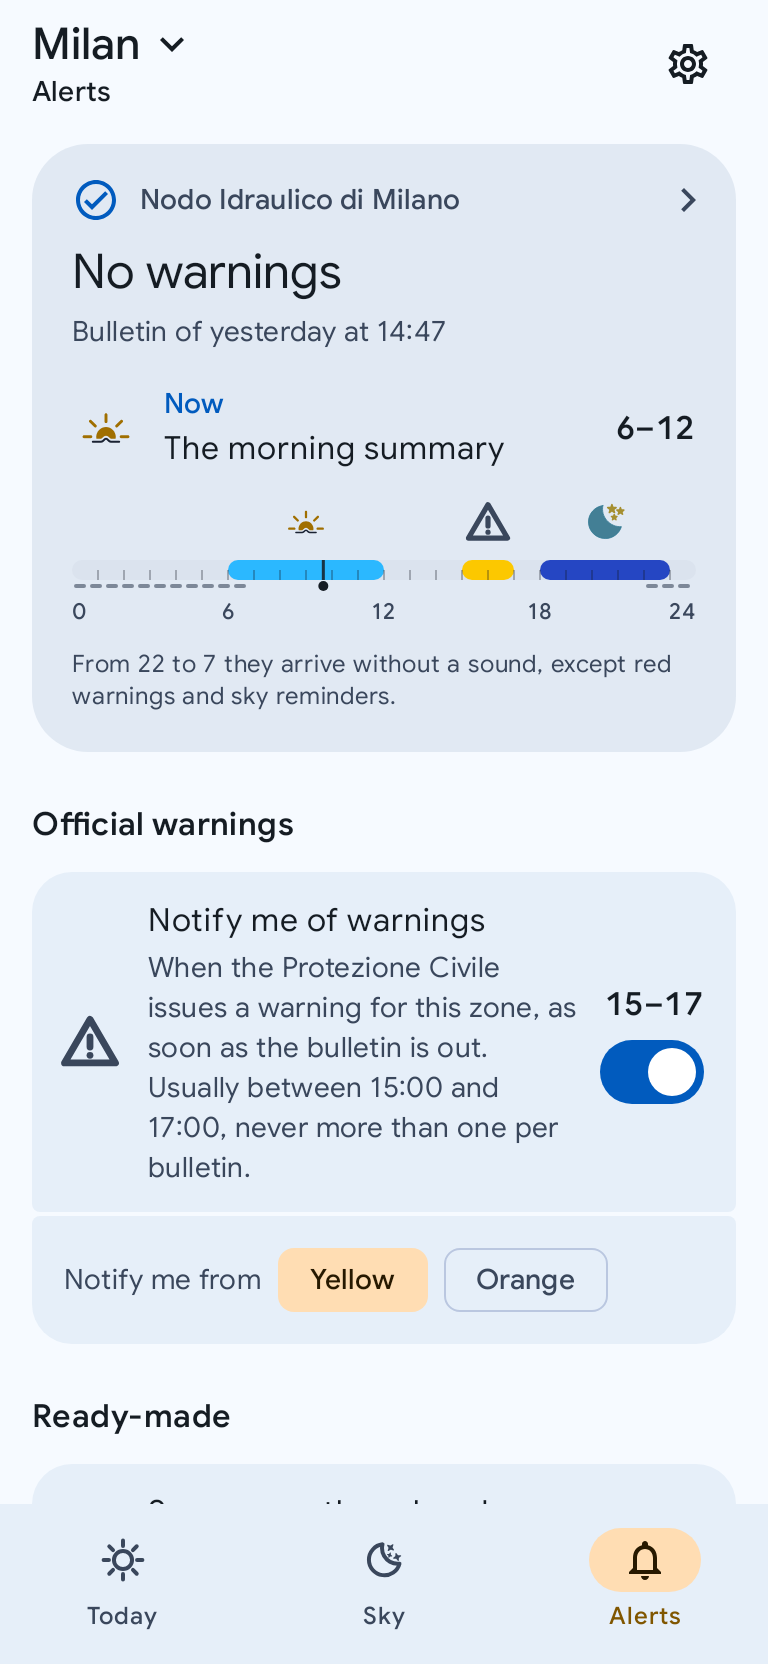 Milan
Alerts
Nodo Idraulico di Milano
No warnings
Bulletin of yesterday at 14:47
Now
The morning summary
6–12
0 6 12 18 24
From 22 to 7 they arrive without a sound, except red
warnings and sky reminders.
Official warnings
Notify me of warnings
When the Protezione Civile
issues a warning for this zone, as
soon as the bulletin is out.
Usually between 15:00 and
17:00, never more than one per
bulletin.
15–17
Notify me from
Yellow
Orange
Ready-made
Today
Sky
Alerts